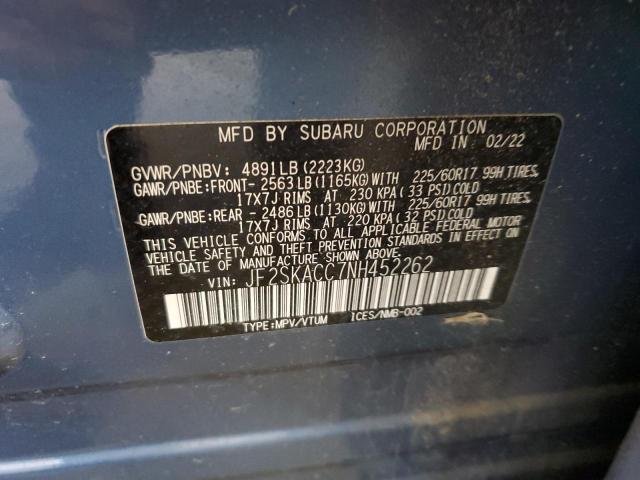 MFD BY SUBARU CORPORATION
MFD IN 02/22
GVWR/PNBV: 4891LB (2223KG)
GAWR/PNBE:FRONT- 2563LB(1165KG)WITH 225/60R17 99H TIRES,
17X7J RIMS AT 230 KPA (33 PSI)COLD
GAWR/PNBE:REAR - 2486LB(1130KG)WITH 225/60R17 99H TIRES,
17X7J RIMS AT 220 KPA (32 PSI)COLD
THIS VEHICLE CONFORMS TO ALL APPLICABLE FEDERAL MOTOR
VEHICLE SAFETY AND THEFT PREVENTION STANDARDS IN EFFECT ON
THE DATE OF MANUFACTURE SHOWN ABOVE.
VIN: JF2SKACC7NH452262
TYPE:MPV/VTUM ICES/NMB-002